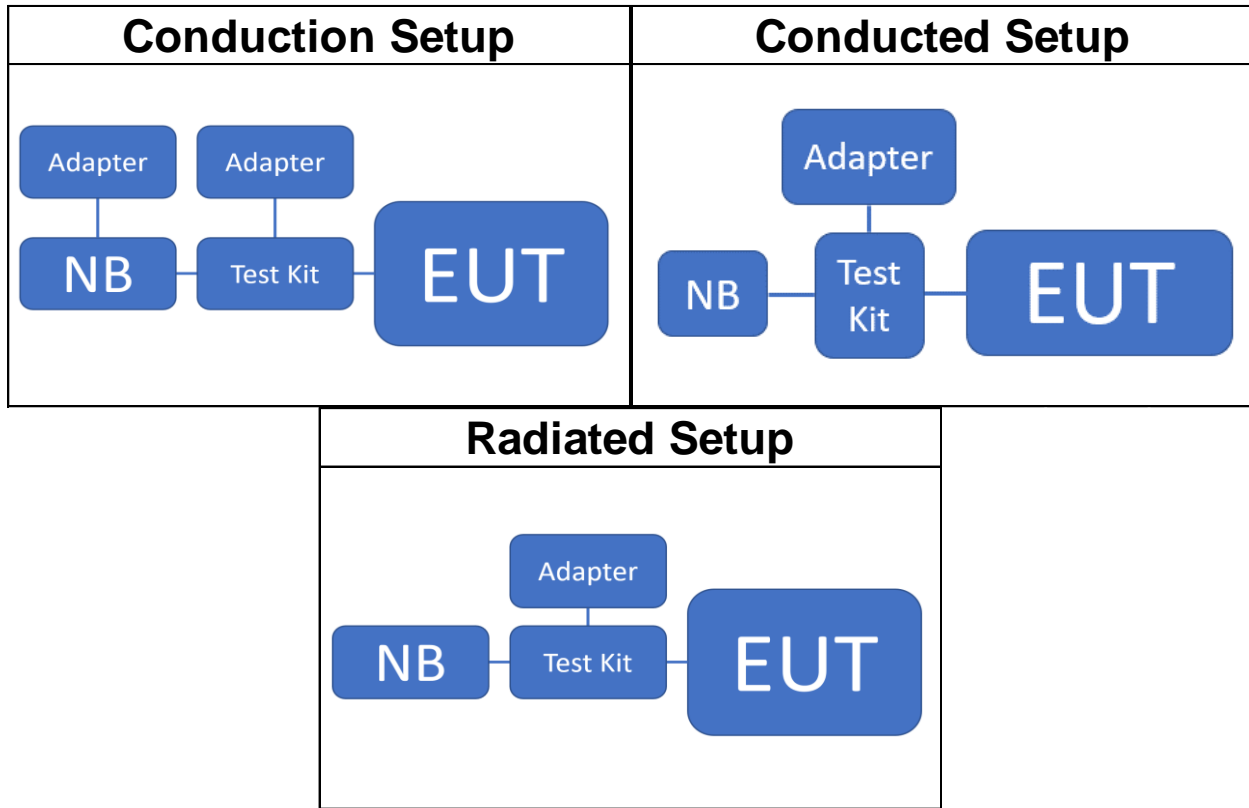 Conduction Setup
Adapter
Adapter
NB
Test Kit
EUT
Conducted Setup
Adapter
NB
Test
Kit
EUT
Radiated Setup
Adapter
NB
Test Kit
EUT